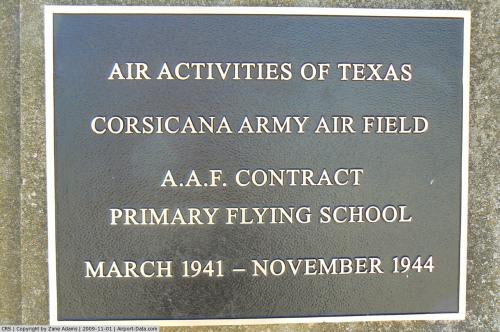 AIR ACTIVITIES OF TEXAS
CORSICANA ARMY AIR FIELD
A.A.F. CONTRACT
PRIMARY FLYING SCHOOL
MARCH 1941 – NOVEMBER 1944
CRS | Copyright by Zane Adams | 2009-11-01 | Airport-Data.com